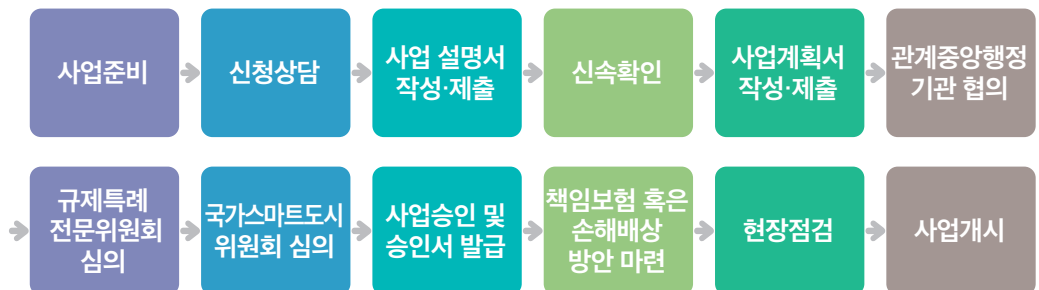 사업준비
신청상담
사업 설명서
작성·제출
신속확인
사업계획서
작성·제출
관계중앙행정
기관 협의
규제특례
전문위원회
심의
국가스마트도시
위원회 심의
사업승인 및
승인서 발급
책임보험 혹은
손해배상
방안 마련
현장점검
사업개시